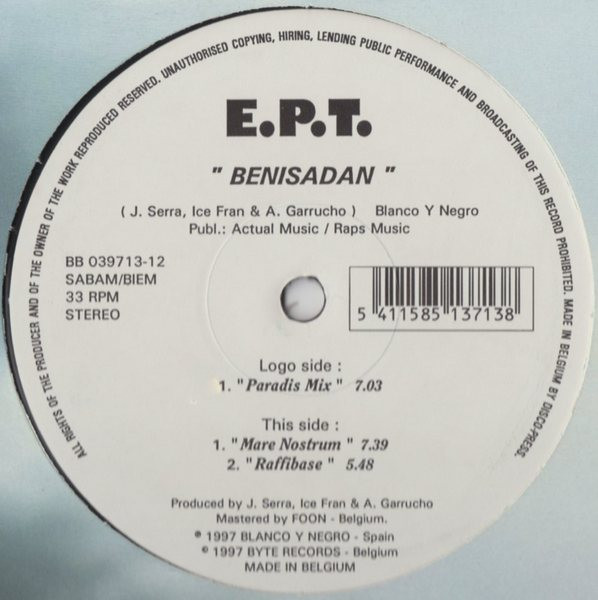 ALL RIGHTS OF THE PRODUCER AND OF THE OWNER OF THE WORK REPRODUCED RESERVED. UNAUTHORISED COPYING, HIRING, LENDING PUBLIC PERFORMANCE AND BROADCASTING OF THIS RECORD PROHIBITED. MADE IN BELGIUM BY DISCO-PRESS.
E.P.T.
" BENISADAN "
( J. Serra, Ice Fran & A. Garrucho ) Blanco Y Negro
Publ.: Actual Music / Raps Music
BB 039713-12
SABAM/BIEM
33 RPM
STEREO
5 411585 137138
Logo side :
1. "Paradis Mix" 7.03
This side :
1. "Mare Nostrum" 7.39
2. "Raffibase" 5.48
Produced by J. Serra, Ice Fran & A. Garrucho
Mastered by FOON - Belgium.
℗ 1997 BLANCO Y NEGRO - Spain
© 1997 BYTE RECORDS - Belgium
MADE IN BELGIUM